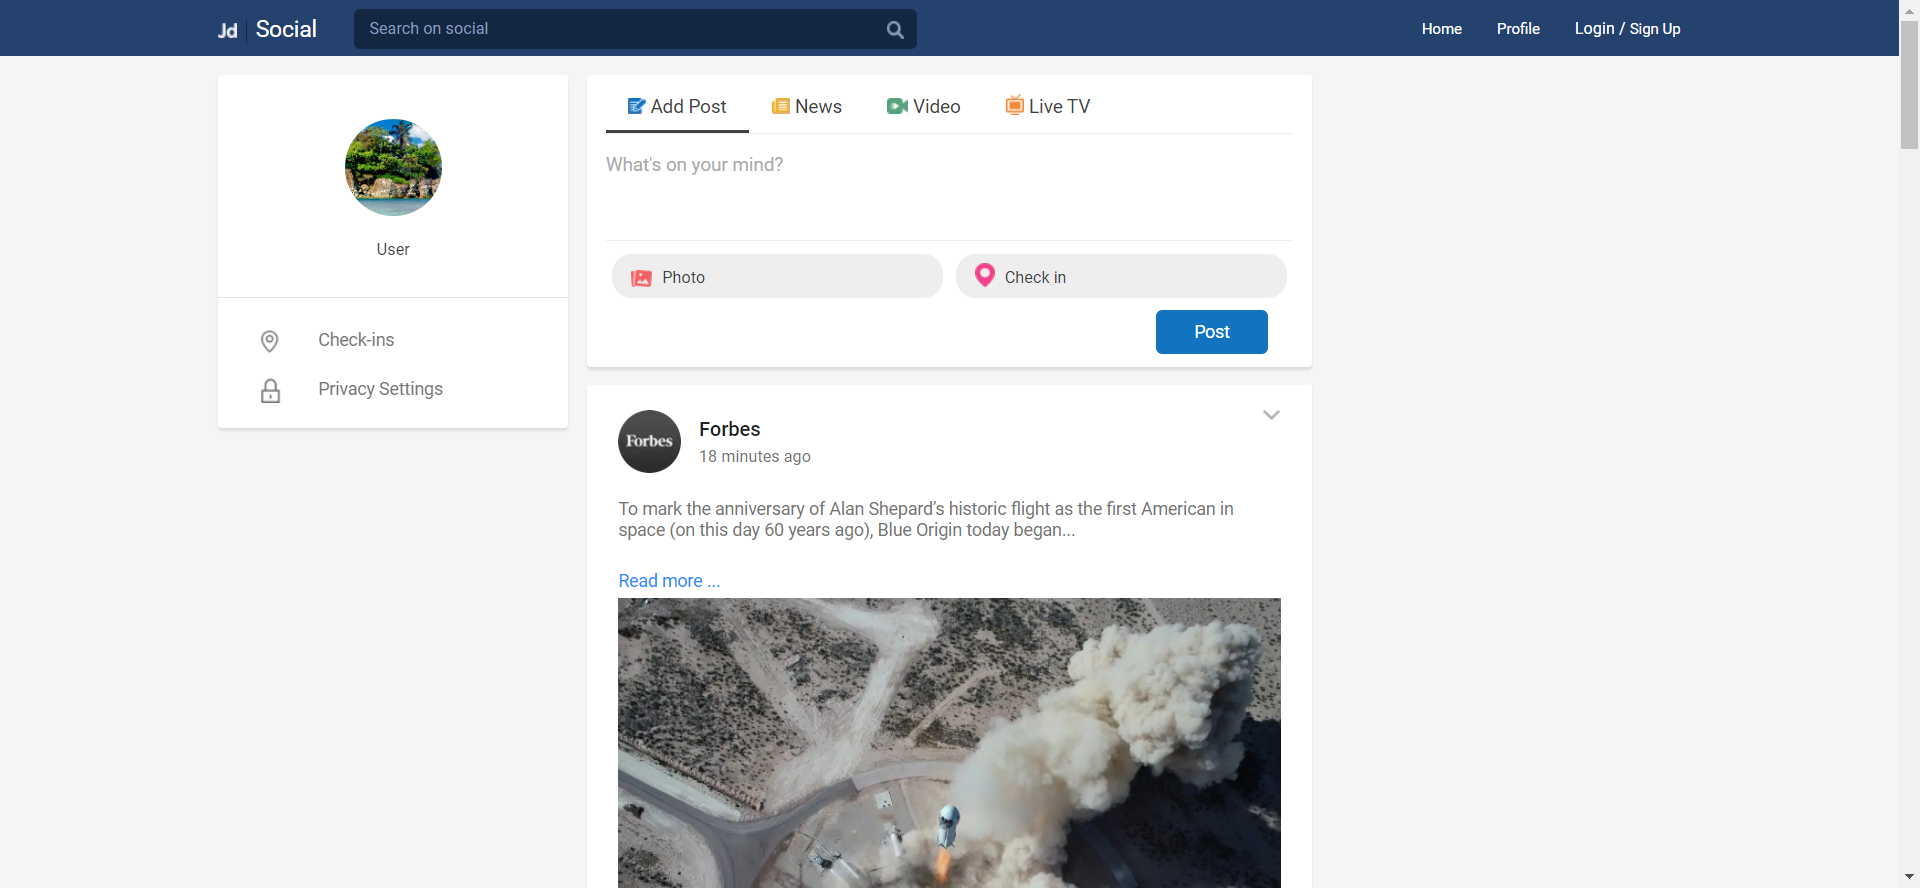 Jd Social
Search on social
Home
Profile
Login / Sign Up
User
Check-ins
Privacy Settings
Add Post
News
Video
Live TV
What's on your mind?
Photo
Check in
Post
Forbes
Forbes
18 minutes ago
To mark the anniversary of Alan Shepard’s historic flight as the first American in
space (on this day 60 years ago), Blue Origin today began...
Read more ...